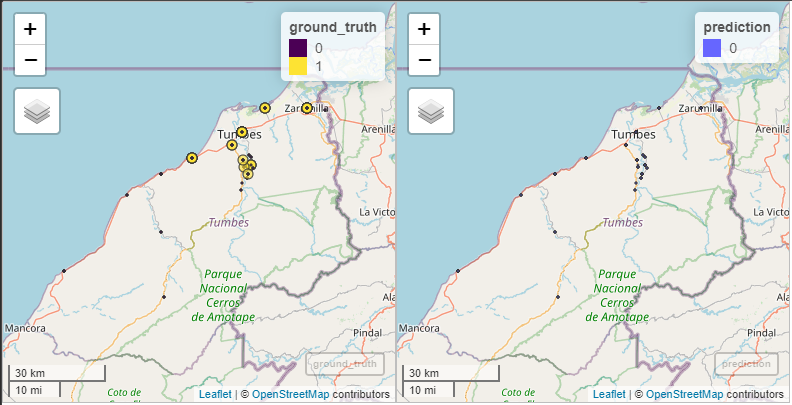 +
−
ground_truth
0
1
Zarumilla
Tumbes
Arenilla
La Victo
Tumbes
Parque
Nacional
Cerros
de Amotape
Mancora
Ala
Pindal
ground_truth
30 km
10 mi
Coto de
Leaflet | © OpenStreetMap contributors
+
−
prediction
0
Zarumilla
Tumbes
Arenilla
La Victo
Tumbes
Parque
Nacional
Cerros
de Amotape
Mancora
Ala
Pindal
prediction
30 km
10 mi
Coto de
Leaflet | © OpenStreetMap contributors